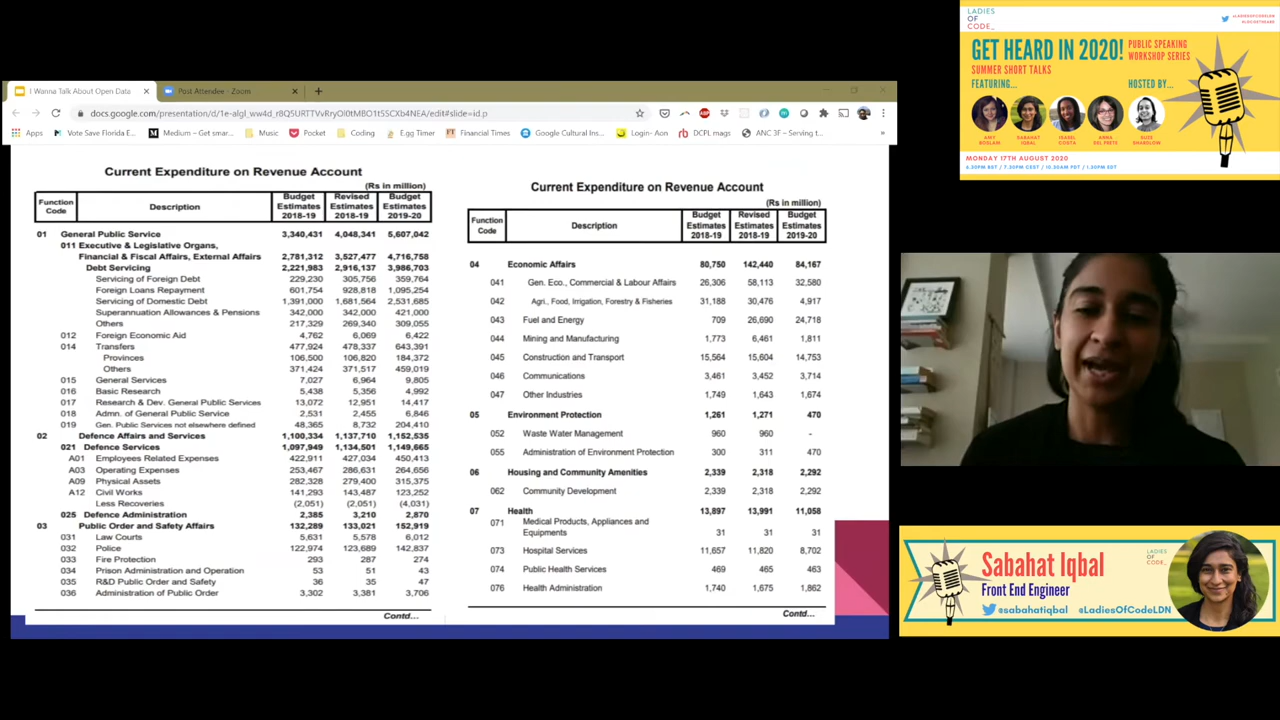 I Wanna Talk About Open Data
Post Attendee - Zoom
docs.google.com/presentation/d/
Apps
Vote Save Florida E...
Medium – Get smar...
Music
Pocket
Coding
E.gg Timer
Financial Times
Google Cultural Ins...
Login- Aon
DCPL mags
ANC 3F – Serving t...
Current Expenditure on Revenue Account
(Rs in million)
Function Code Description Budget Estimates 2018-19 Revised Estimates 2018-19 Budget Estimates 2019-20
01 General Public Service 3,340,431 4,048,341 5,607,042
011 Executive & Legislative Organs,
Financial & Fiscal Affairs, External Affairs 2,781,312 3,527,477 4,716,758
Debt Servicing 2,221,983 2,916,137 3,986,703
Servicing of Foreign Debt 229,230 305,756 359,764
Foreign Loans Repayment 601,754 928,818 1,095,254
Servicing of Domestic Debt 1,391,000 1,681,564 2,531,685
Superannuation Allowances & Pensions 342,000 342,000 421,000
Others 217,329 269,340 309,055
012 Foreign Economic Aid 4,762 6,069 6,422
014 Transfers 477,924 478,337 643,391
Provinces 106,500 106,820 184,372
Others 371,424 371,517 459,019
015 General Services 7,027 6,964 9,805
016 Basic Research 5,438 5,356 4,992
017 Research & Dev. General Public Services 13,072 12,951 14,417
018 Admn. of General Public Service 2,531 2,455 6,846
019 Gen. Public Services not elsewhere defined 48,365 8,732 204,410
02 Defence Affairs and Services 1,100,334 1,137,710 1,152,535
021 Defence Services 1,097,949 1,134,501 1,149,665
A01 Employees Related Expenses 422,911 427,034 450,413
A03 Operating Expenses 253,467 286,631 264,656
A09 Physical Assets 282,328 279,400 315,375
A12 Civil Works 141,293 143,487 123,252
Less Recoveries (2,051) (2,051) (4,031)
025 Defence Administration 2,385 3,210 2,870
03 Public Order and Safety Affairs 132,289 133,021 152,919
031 Law Courts 5,631 5,578 6,012
032 Police 122,974 123,689 142,837
033 Fire Protection 293 287 274
034 Prison Administration and Operation 53 51 43
035 R&D Public Order and Safety 36 35 47
036 Administration of Public Order 3,302 3,381 3,706
Contd...
Current Expenditure on Revenue Account
(Rs in million)
Function Code Description Budget Estimates 2018-19 Revised Estimates 2018-19 Budget Estimates 2019-20
04 Economic Affairs 80,750 142,440 84,167
041 Gen. Eco., Commercial & Labour Affairs 26,306 58,113 32,580
042 Agri., Food, Irrigation, Forestry & Fisheries 31,188 30,476 4,917
043 Fuel and Energy 709 26,690 24,718
044 Mining and Manufacturing 1,773 6,461 1,811
045 Construction and Transport 15,564 15,604 14,753
046 Communications 3,461 3,452 3,714
047 Other Industries 1,749 1,643 1,674
05 Environment Protection 1,261 1,271 470
052 Waste Water Management 960 960 -
055 Administration of Environment Protection 300 311 470
06 Housing and Community Amenities 2,339 2,318 2,292
062 Community Development 2,339 2,318 2,292
07 Health 13,897 13,991 11,058
071 Medical Products, Appliances and
Equipments 31 31 31
073 Hospital Services 11,657 11,820 8,702
074 Public Health Services 469 465 463
076 Health Administration 1,740 1,675 1,862
Contd...
LADIES
OF
CODE_
GET HEARD IN 2020!
PUBLIC SPEAKING
WORKSHOP SERIES
SUMMER SHORT TALKS
FEATURING...
HOSTED BY...
SABAHAT
IQBAL
ISABEL
COSTA
ANNA
DEL PRETE
MONDAY 17TH AUGUST 2020
6.30PM BST / 7.30PM CEST / 10.30AM PDT / 1.30PM EDT
Sabahat Iqbal
Front End Engineer
@sabahatiqbal @LadiesOfCodeLDN
LADIES
OF
CODE_